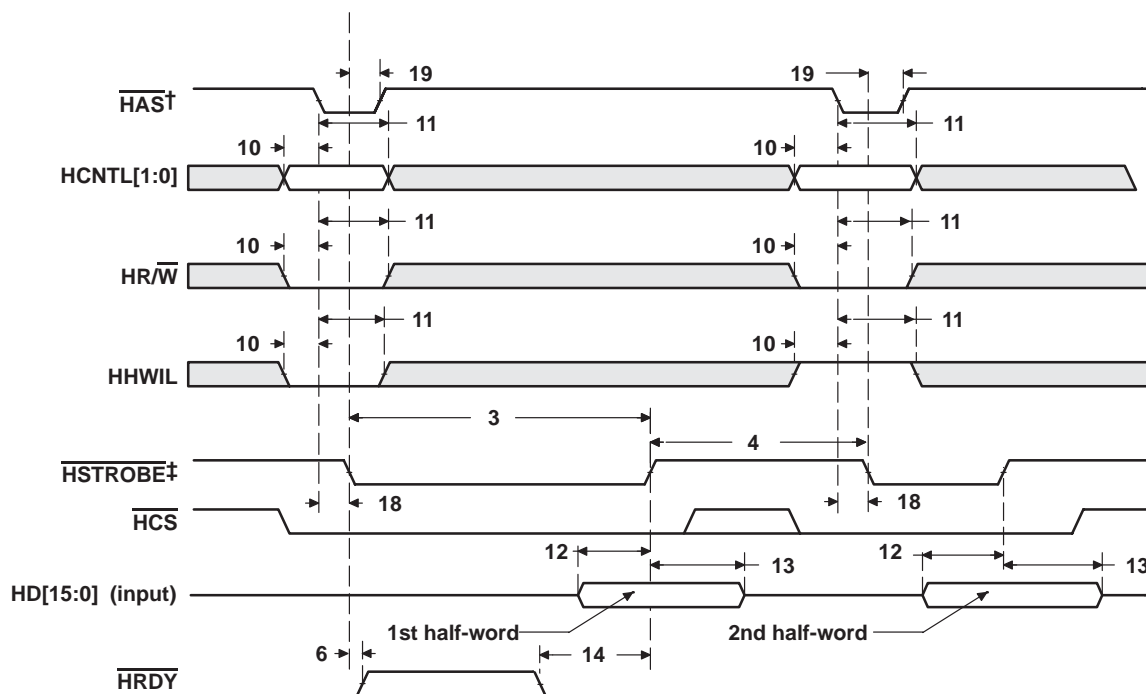 19 19
HAS†
11 11
10 10
HCNTL[1:0]
11 11
10 10
HR/W
11 11
10 10
HHWIL
3
4
HSTROBE‡
18 18
HCS
12 12
13 13
HD[15:0] (input)
1st half-word 2nd half-word
6 14
HRDY